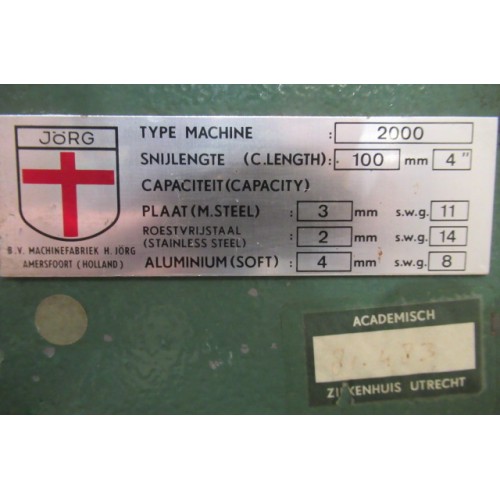 JÖRG
B.V. MACHINEFABRIEK H. JÖRG
AMERSFOORT (HOLLAND)
TYPE MACHINE : 2000
SNIJLENGTE (C.LENGTH): 100 mm 4"
CAPACITEIT(CAPACITY)
PLAAT(M.STEEL) : 3 mm s.w.g. 11
ROESTVRIJSTAAL
(STAINLESS STEEL) : 2 mm s.w.g. 14
ALUMINIUM(SOFT) : 4 mm s.w.g. 8
ACADEMISCH
ZIEKENHUIS UTRECHT